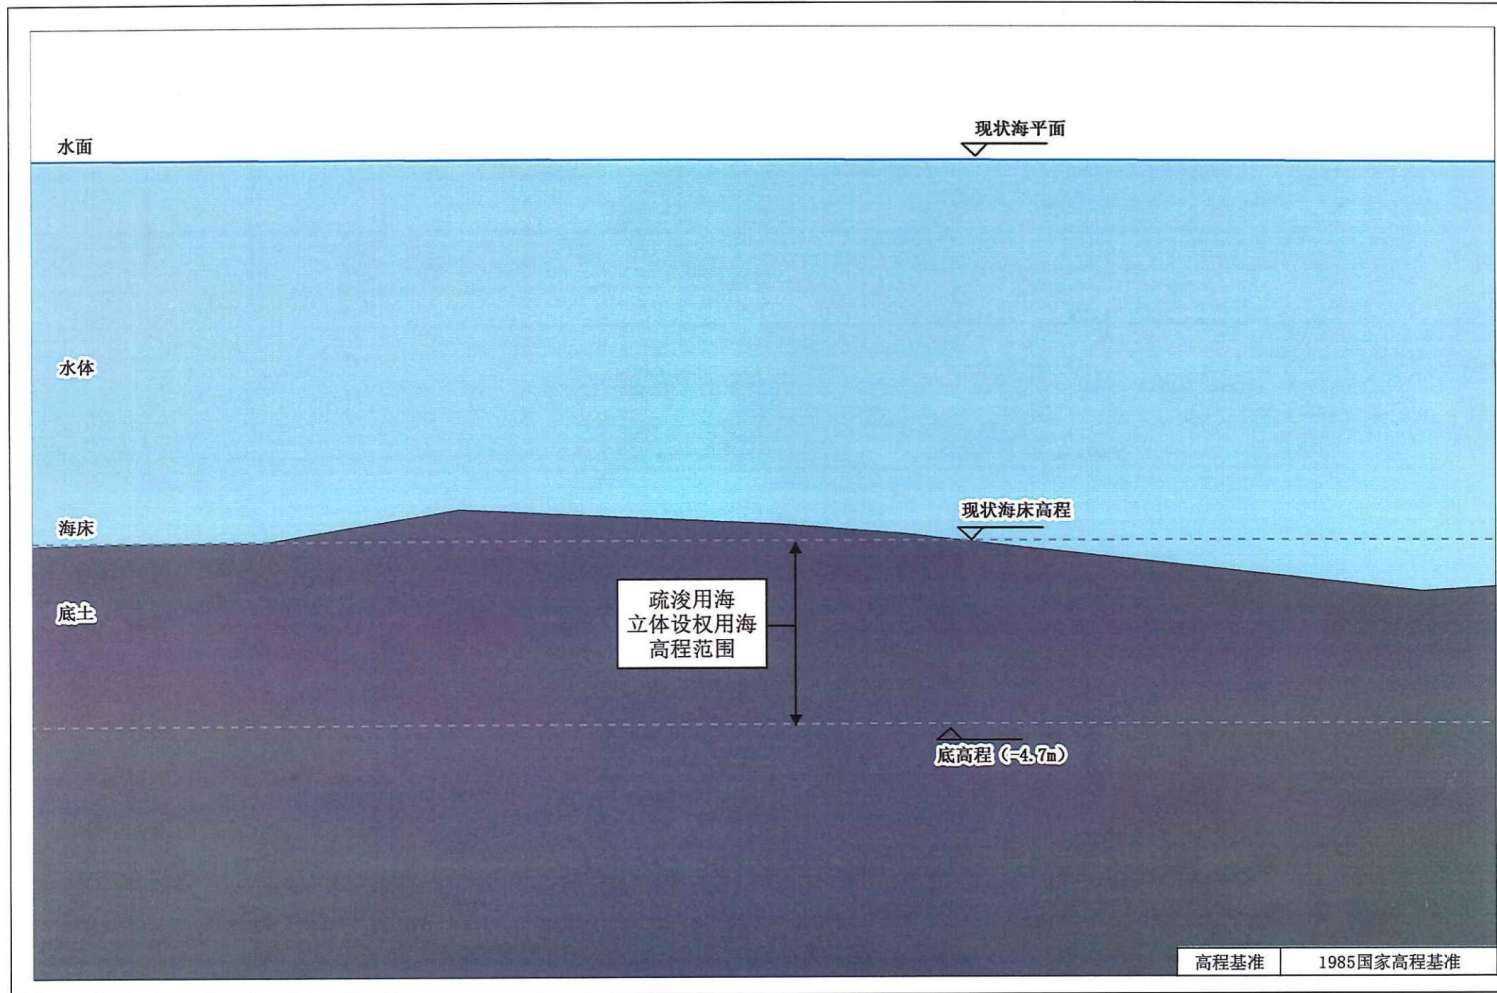 水面
现状海平面
水体
现状海床高程
海床
底土
疏浚用海
立体设权用海
高程范围
底高程（-4.7m）
高程基准 1985国家高程基准